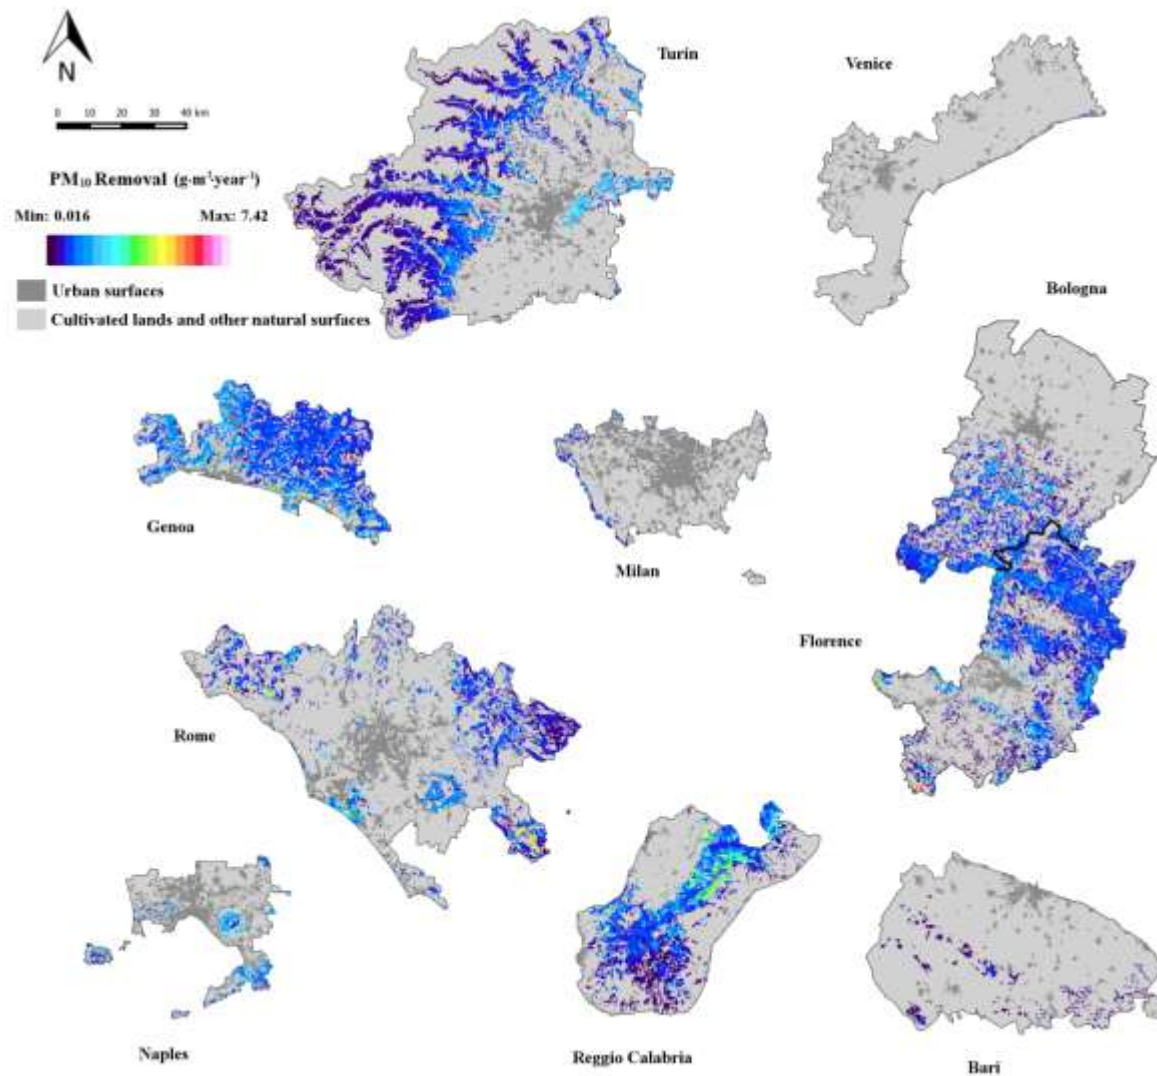 Turin
Venice
N
0 10 20 30 40 km
PM₁₀ Removal (g·m²·year⁻¹)
Min: 0.016 Max: 7.42
Urban surfaces
Cultivated lands and other natural surfaces
Bologna
Genoa
Milan
Florence
Rome
Naples
Reggio Calabria
Bari